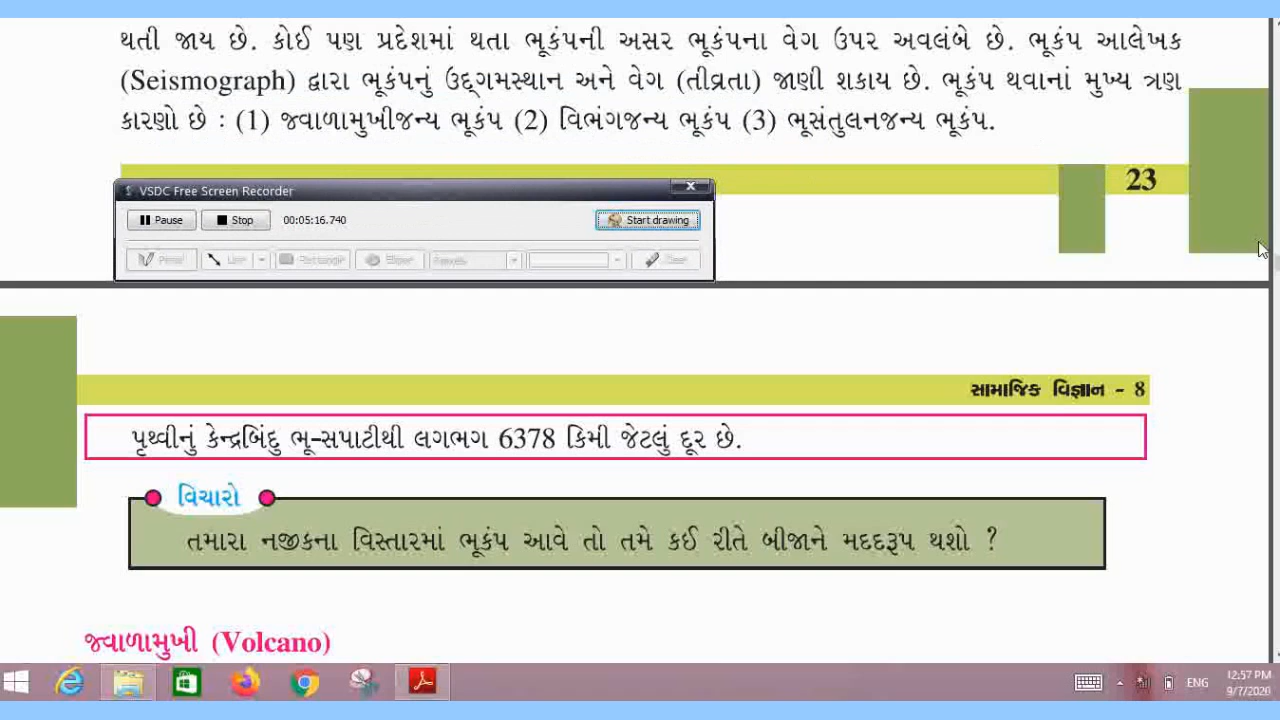 થતી જાય છે. કોઈ પણ પ્રદેશમાં થતા ભૂકંપની અસર ભૂકંપના વેગ ઉપર અવલંબે છે. ભૂકંપ આલેખક
(Seismograph) દ્વારા ભૂકંપનું ઉદ્ગમસ્થાન અને વેગ (તીવ્રતા) જાણી શકાય છે. ભૂકંપ થવાનાં મુખ્ય ત્રણ
કારણો છે : (1) જ્વાળામુખીજન્ય ભૂકંપ (2) વિભંગજન્ય ભૂકંપ (3) ભૂસંતુલનજન્ય ભૂકંપ.
23
VSDC Free Screen Recorder
Pause Stop 00:05:16.740 Start drawing
Pencil Line Rectangle
સામાજિક વિજ્ઞાન - 8
પૃથ્વીનું કેન્દ્રબિંદુ ભૂ-સપાટીથી લગભગ 6378 કિમી જેટલું દૂર છે.
વિચારો
તમારા નજીકના વિસ્તારમાં ભૂકંપ આવે તો તમે કઈ રીતે બીજાને મદદરૂપ થશો ?
જ્વાળામુખી (Volcano)
ENG
12:57 PM
9/7/2020